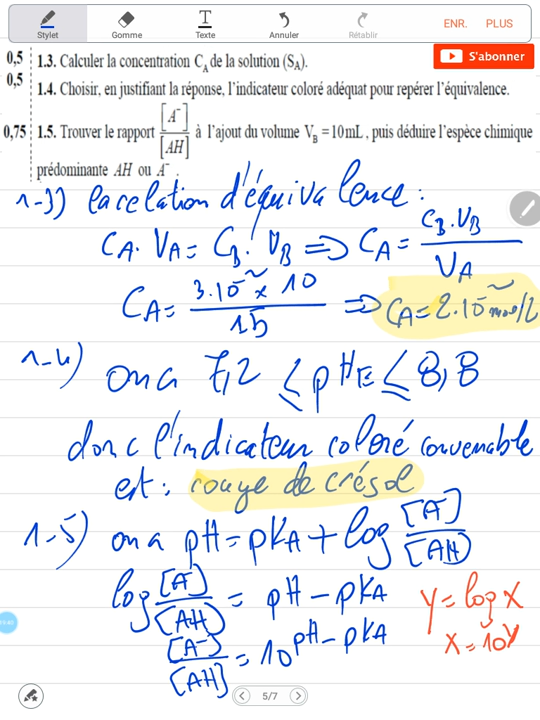 Stylet
Gomme
Texte
Annuler
Rétablir
ENR.
PLUS
S'abonner
0,5 1.3. Calculer la concentration C_A de la solution (S_A).
0,5 1.4. Choisir, en justifiant la réponse, l'indicateur coloré adéquat pour repérer l'équivalence.
0,75 1.5. Trouver le rapport [A⁻]/[AH] à l'ajout du volume V_B = 10 mL, puis déduire l'espèce chimique
prédominante AH ou A⁻.
1-3) la relation d'équivalence :
C_A. V_A = C_B. V_B ⇒ C_A = C_B.V_B / V_A
C_A = 3.10⁻² x 10 / 15 ⇒ C_A = 2.10⁻² mol/L
1-4) on a 7,2 ≤ pH_E ≤ 8,8
donc l'indicateur coloré convenable
est : rouge de crésol
1-5) on a pH = pKA + log [A⁻]/[AH]
log [A⁻]/[AH] = pH - pKA
y = log x
[A⁻]/[AH] = 10^pH-pKA
x = 10^y
5/7